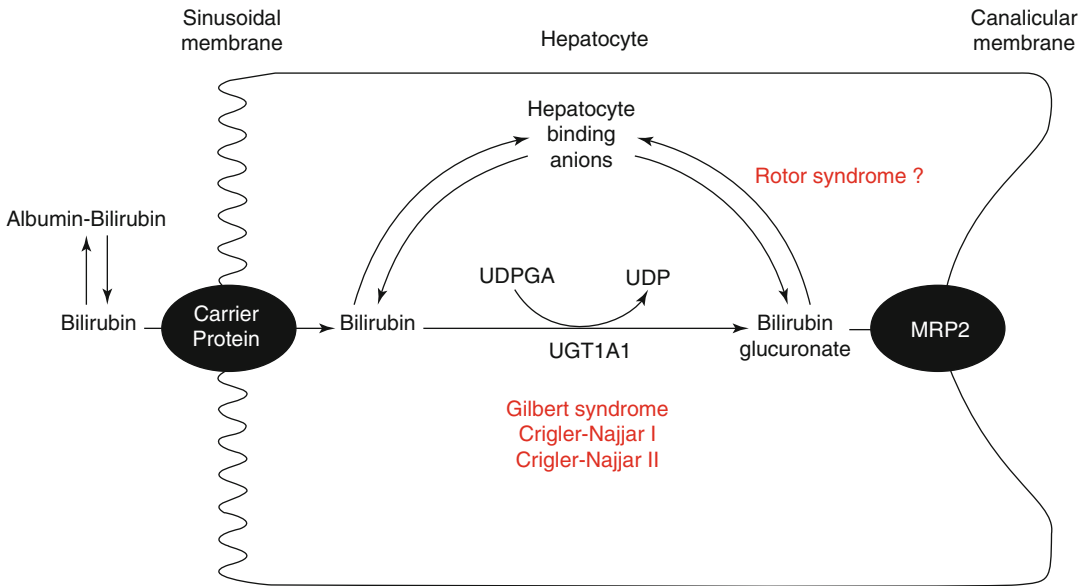 Sinusoidal
membrane
Hepatocyte
Canalicular
membrane
Hepatocyte
binding
anions
Rotor syndrome ?
Albumin-Bilirubin
UDPGA
UDP
Bilirubin
Carrier
Protein
Bilirubin
UGT1A1
Bilirubin
glucuronate
MRP2
Gilbert syndrome
Crigler-Najjar I
Crigler-Najjar II